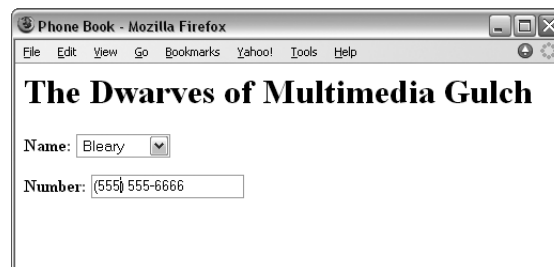 Phone Book - Mozilla Firefox
File Edit View Go Bookmarks Yahoo! Tools Help
The Dwarves of Multimedia Gulch
Name: Bleary
Number: (555) 555-6666